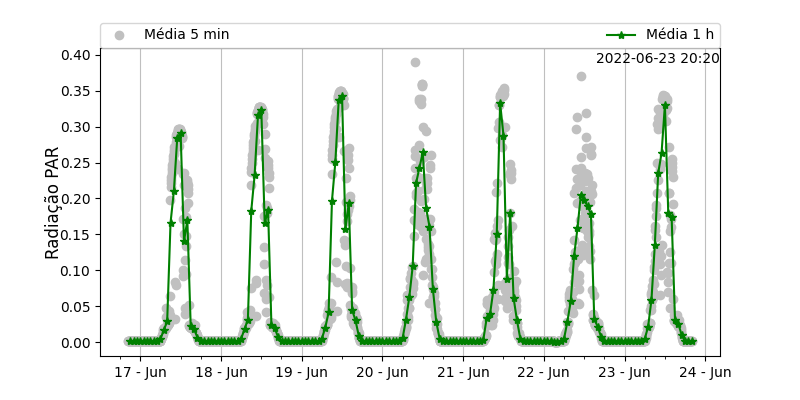 Média 5 min
Média 1 h
2022-06-23 20:20
Radiação PAR
0.40
0.35
0.30
0.25
0.20
0.15
0.10
0.05
0.00
17 - Jun
18 - Jun
19 - Jun
20 - Jun
21 - Jun
22 - Jun
23 - Jun
24 - Jun